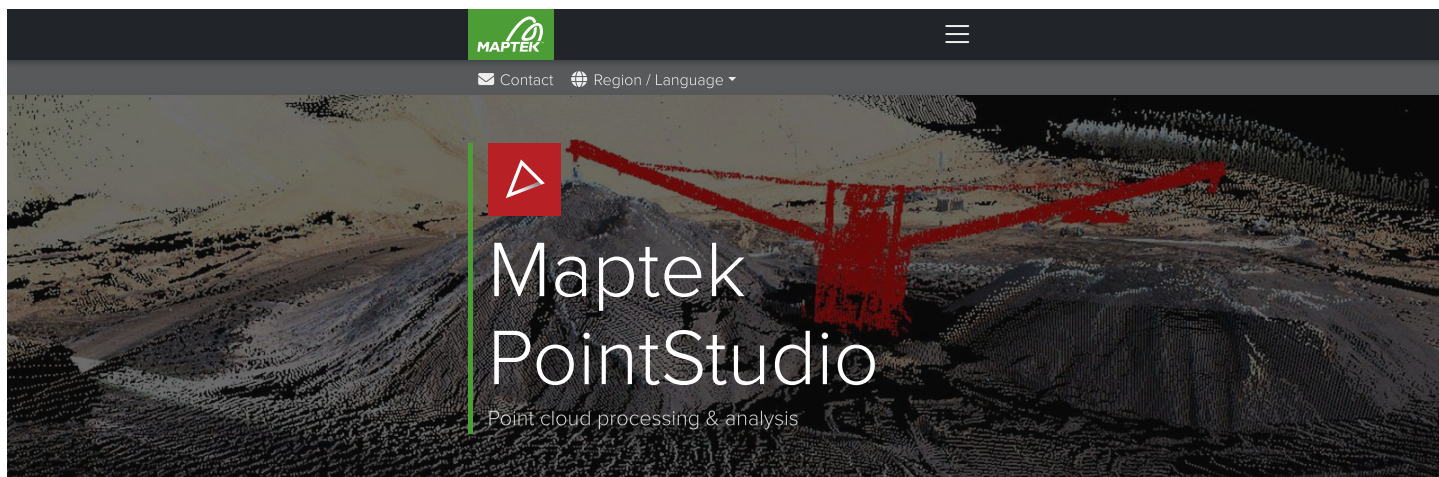 MAPTEK
Contact
Region / Language
Maptek
PointStudio
Point cloud processing & analysis